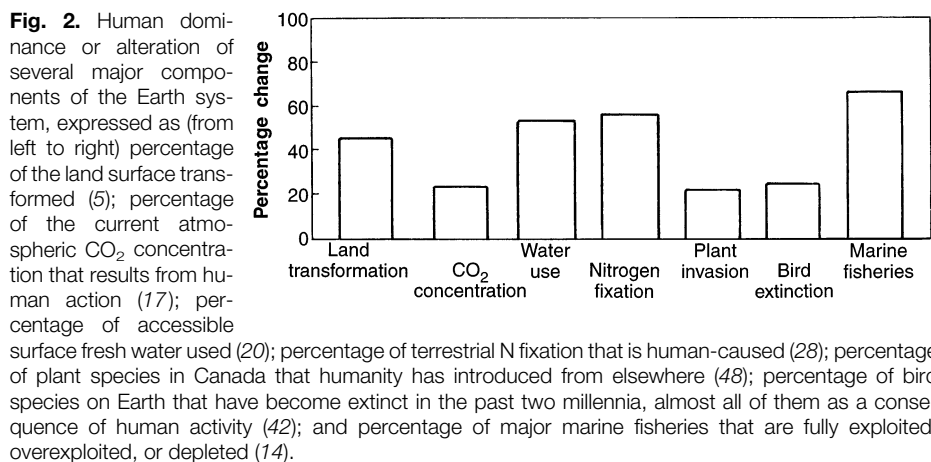 Fig. 2. Human domi-
nance or alteration of
several major compo-
nents of the Earth sys-
tem, expressed as (from
left to right) percentage
of the land surface trans-
formed (5); percentage
of the current atmo-
spheric CO2 concentra-
tion that results from hu-
man action (17); per-
centage of accessible
surface fresh water used (20); percentage of terrestrial N fixation that is human-caused (28); percentage
of plant species in Canada that humanity has introduced from elsewhere (48); percentage of bird
species on Earth that have become extinct in the past two millennia, almost all of them as a conse-
quence of human activity (42); and percentage of major marine fisheries that are fully exploited
overexploited, or depleted (14).
Percentage change
100
80
60
40
20
0
Land
transformation
CO2
concentration
Water
use
Nitrogen
fixation
Plant
invasion
Bird
extinction
Marine
fisheries